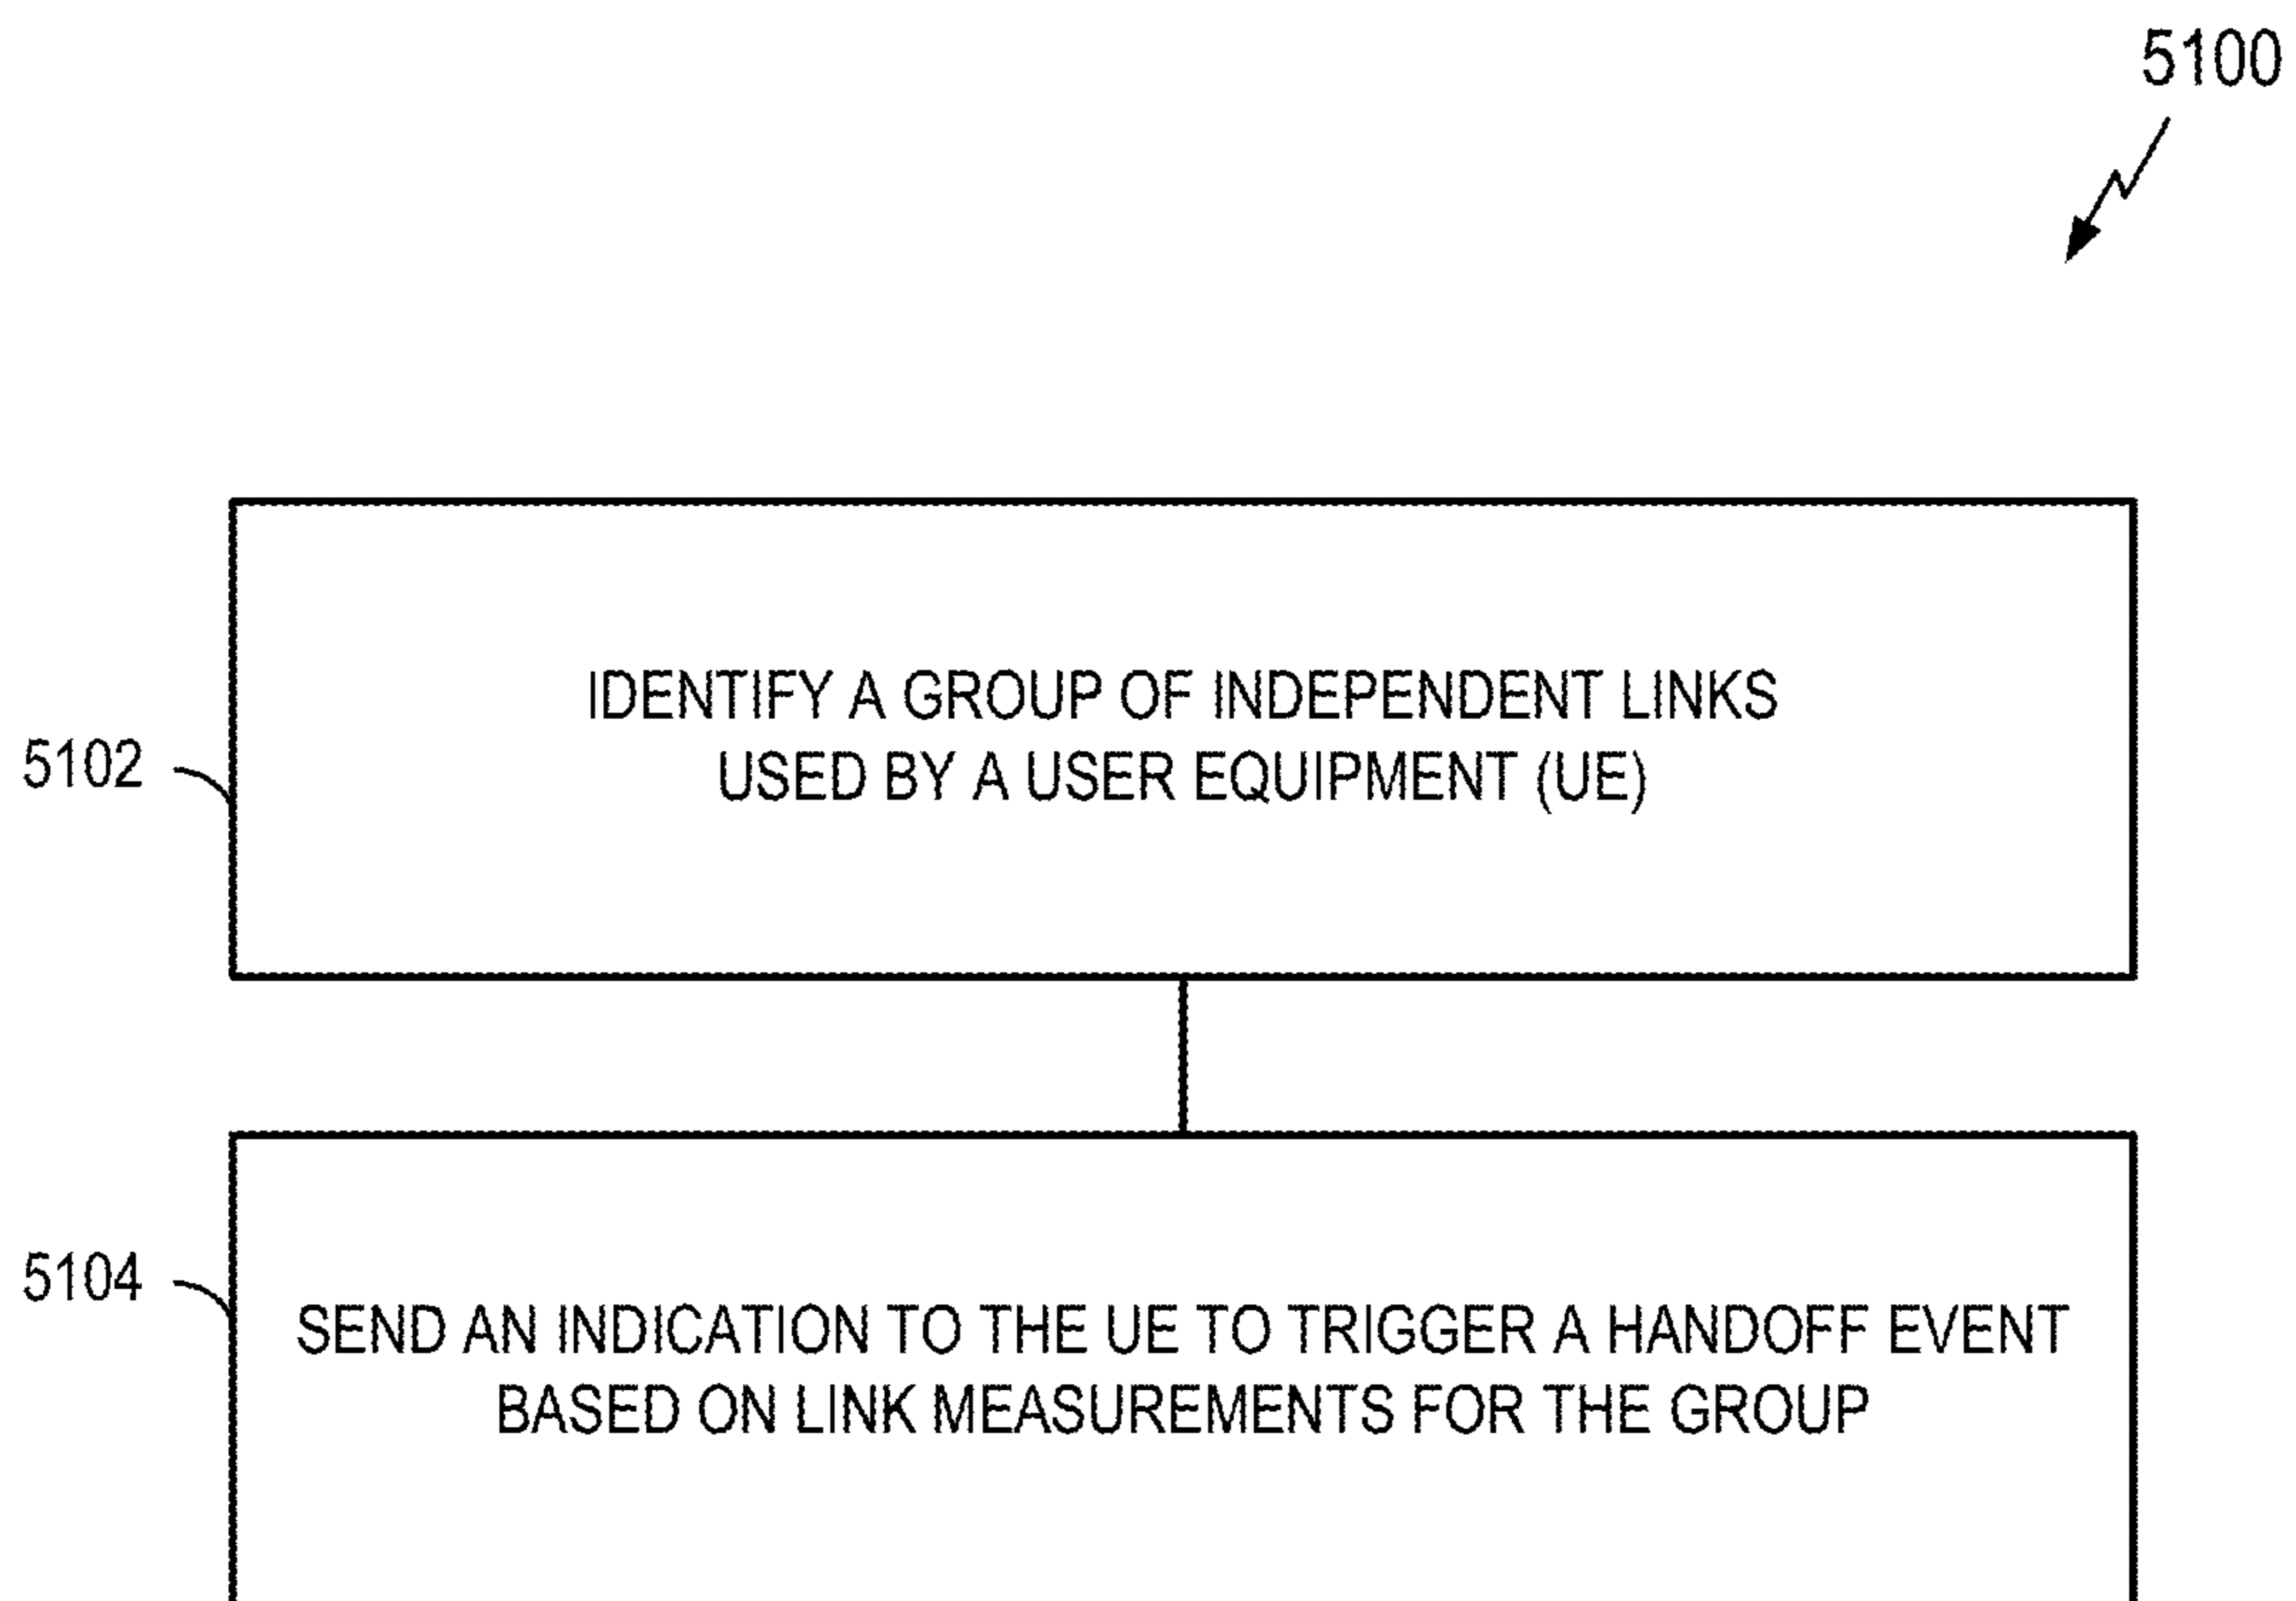 5100
IDENTIFY A GROUP OF INDEPENDENT LINKS
USED BY A USER EQUIPMENT (UE)
5102
5104
SEND AN INDICATION TO THE UE TO TRIGGER A HANDOFF EVENT
BASED ON LINK MEASUREMENTS FOR THE GROUP